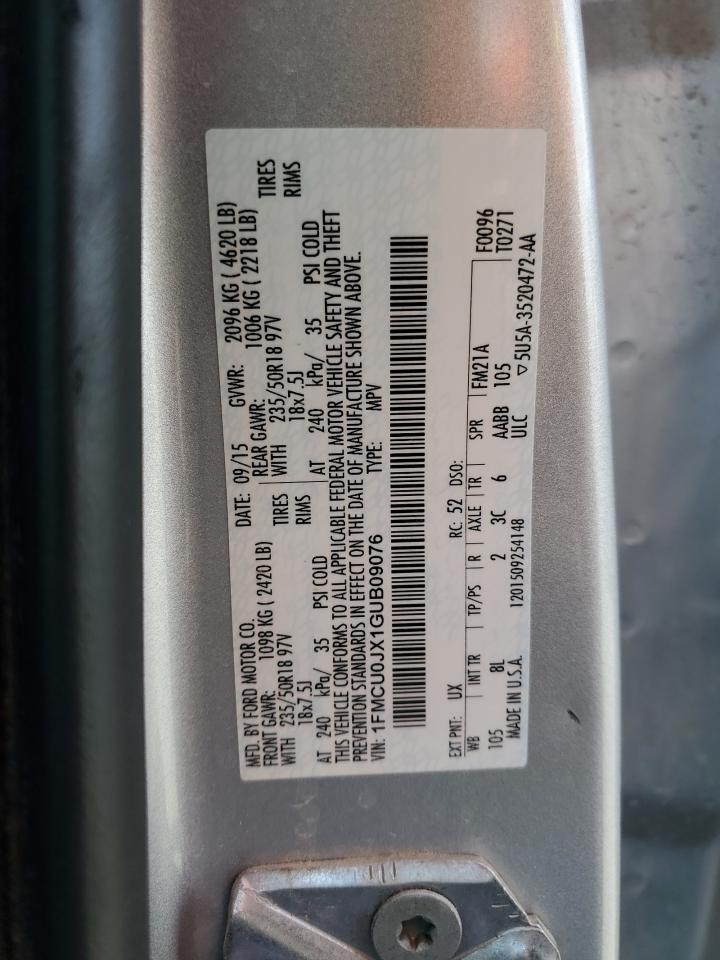 MFD. BY FORD MOTOR CO.
DATE: 09/15 GVWR: 2096 KG ( 4620 LB)
FRONT GAWR: 1098 KG ( 2420 LB)
REAR GAWR: 1006 KG ( 2218 LB)
WITH 235/50R18 97V TIRES
WITH 235/50R18 97V TIRES
18x7.5J RIMS
18x7.5J RIMS
AT 240 kPa/ 35 PSI COLD
AT 240 kPa/ 35 PSI COLD
THIS VEHICLE CONFORMS TO ALL APPLICABLE FEDERAL MOTOR VEHICLE SAFETY AND THEFT
PREVENTION STANDARDS IN EFFECT ON THE DATE OF MANUFACTURE SHOWN ABOVE.
VIN: 1FMCU0JX1GUB09076 TYPE: MPV
EXT PNT: UX RC: 52 DSO: F0096
WB INT TR TP/PS R AXLE TR SPR FM21A T0271
105 8L 2 3C 6 AABB 105
MADE IN U.S.A. 1201509254148 ULC ▽5U5A-3520472-AA